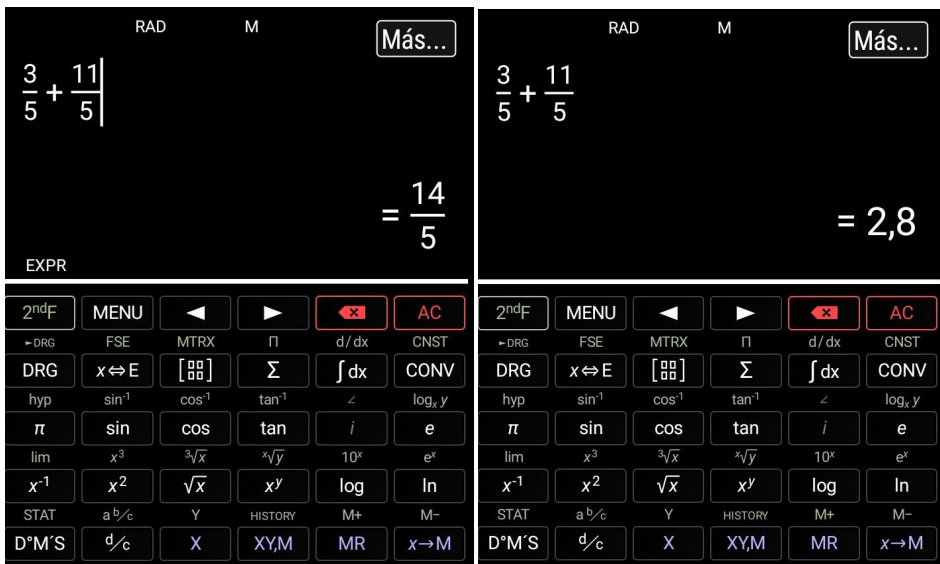 RAD M
Más...
3/5 + 11/5
= 14/5
EXPR
2ndF MENU ◄ ► AC
►DRG FSE MTRX Π d/dx CNST
DRG x⇔E [ ] Σ ∫dx CONV
hyp sin⁻¹ cos⁻¹ tan⁻¹ ∠ logₓ y
π sin cos tan i e
lim x³ ³√x ˣ√y 10ˣ eˣ
x⁻¹ x² √x xʸ log ln
STAT a b/c Y HISTORY M+ M−
D°M´S d/c X XY,M MR x→M
RAD M
Más...
3/5 + 11/5
= 2,8
2ndF MENU ◄ ► AC
►DRG FSE MTRX Π d/dx CNST
DRG x⇔E [ ] Σ ∫dx CONV
hyp sin⁻¹ cos⁻¹ tan⁻¹ ∠ logₓ y
π sin cos tan i e
lim x³ ³√x ˣ√y 10ˣ eˣ
x⁻¹ x² √x xʸ log ln
STAT a b/c Y HISTORY M+ M−
D°M´S d/c X XY,M MR x→M